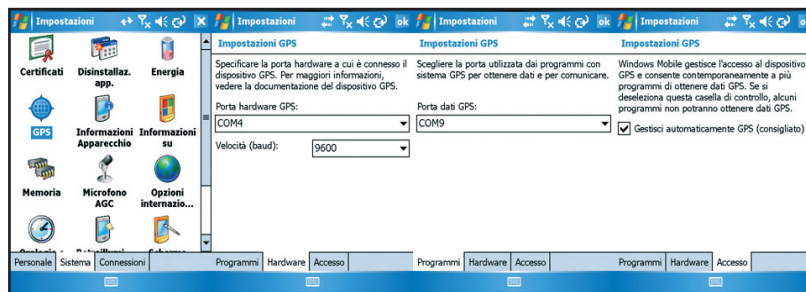 Impostazioni
Certificati
Disinstallaz. app.
Energia
GPS
Informazioni Apparecchio
Informazioni su
Memoria
Microfono AGC
Opzioni internazio...
Personale Sistema Connessioni
Impostazioni ok
Impostazioni GPS
Specificare la porta hardware a cui è connesso il
dispositivo GPS. Per maggiori informazioni,
vedere la documentazione del dispositivo GPS.
Porta hardware GPS:
COM4
Velocità (baud): 9600
Programmi Hardware Accesso
Impostazioni ok
Impostazioni GPS
Scegliere la porta utilizzata dai programmi con
sistema GPS per ottenere dati e per comunicare.
Porta dati GPS:
COM9
Programmi Hardware Accesso
Impostazioni
Impostazioni GPS
Windows Mobile gestisce l'accesso al dispositivo
GPS e consente contemporaneamente a più
programmi di ottenere dati GPS. Se si
deseleziona questa casella di controllo, alcuni
programmi non potranno ottenere dati GPS.
Gestisci automaticamente GPS (consigliato)
Programmi Hardware Accesso